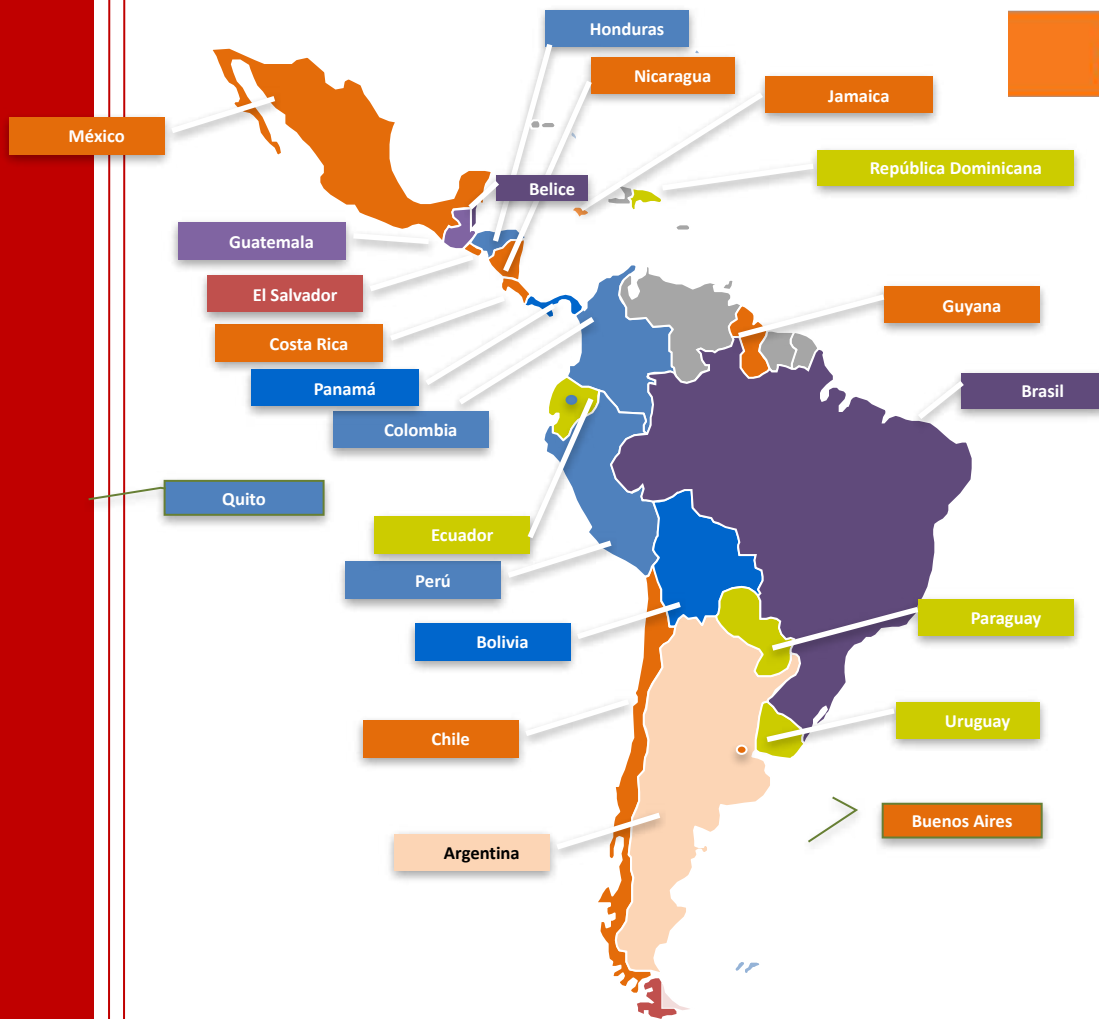 Honduras
Nicaragua
Jamaica
México
República Dominicana
Belice
Guatemala
El Salvador
Guyana
Costa Rica
Panamá
Brasil
Colombia
Quito
Ecuador
Perú
Paraguay
Bolivia
Uruguay
Chile
Buenos Aires
Argentina